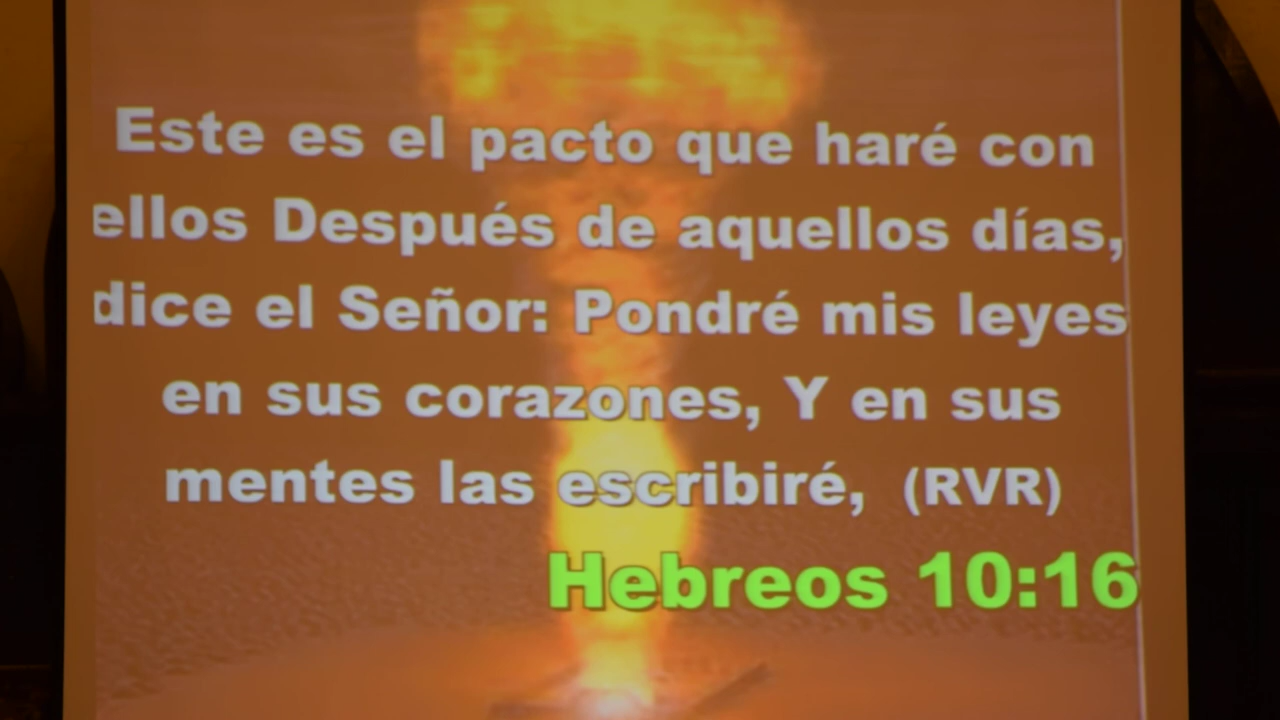 Este es el pacto que haré con
ellos Después de aquellos días,
dice el Señor: Pondré mis leyes
en sus corazones, Y en sus
mentes las escribiré, (RVR)
Hebreos 10:16